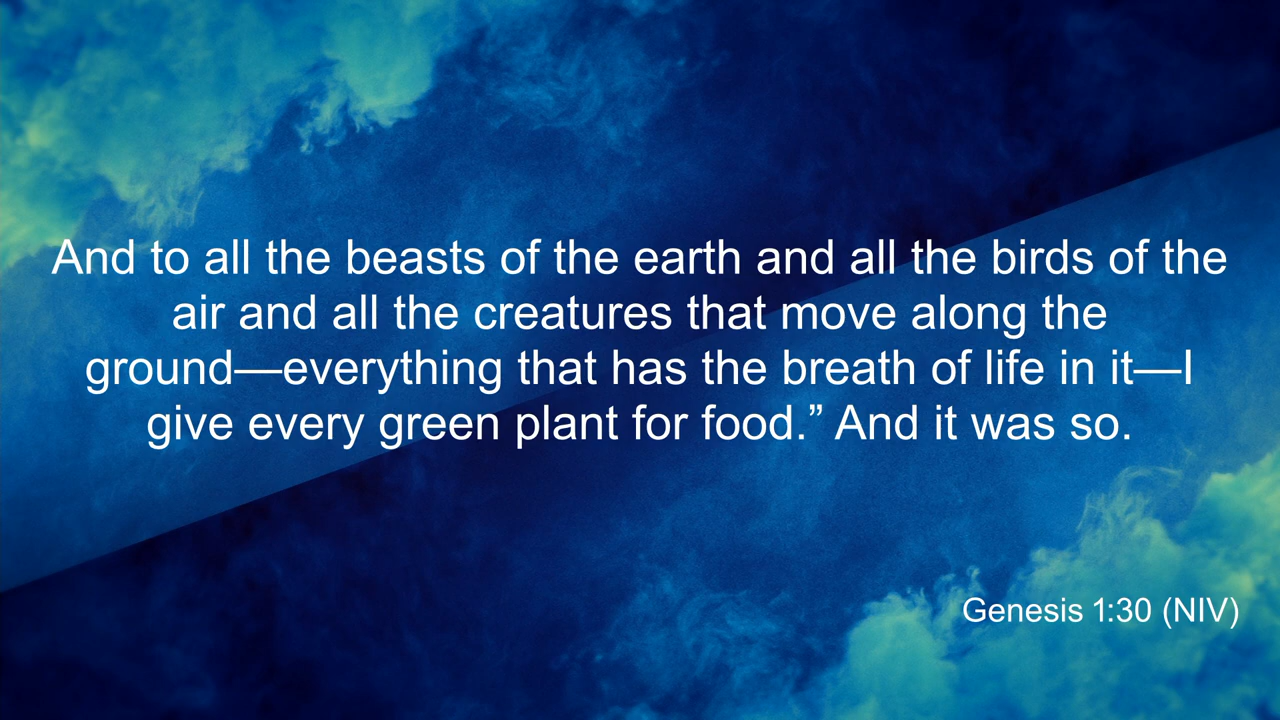 And to all the beasts of the earth and all the birds of the
air and all the creatures that move along the
ground—everything that has the breath of life in it—I
give every green plant for food.” And it was so.
Genesis 1:30 (NIV)